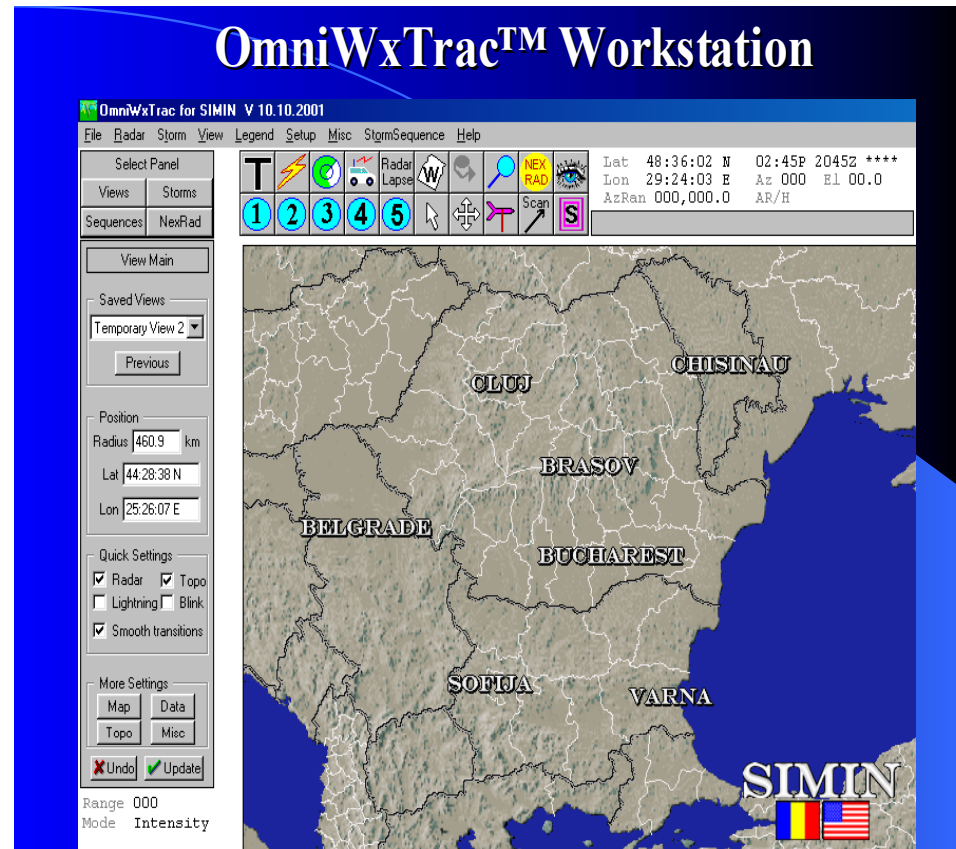 OmniWxTrac™ Workstation
OmniWxTrac for SIMIN V 10.10.2001
File Radar Storm View Legend Setup Misc StormSequence Help
Select Panel
Views Storms
Sequences NexRad
T Radar Lapse W NEX RAD
1 2 3 4 5 Scan S
Lat 48:36:02 N 02:45P 2045Z ****
Lon 29:24:03 E Az 000 El 00.0
AzRan 000,000.0 AR/H
View Main
Saved Views
Temporary View 2
Previous
Position
Radius 460.9 km
Lat 44:28:38 N
Lon 25:26:07 E
Quick Settings
Radar Topo
Lightning Blink
Smooth transitions
More Settings
Map Data
Topo Misc
Undo Update
Range 000
Mode Intensity
CHISINAU
CLUJ
BRASOV
BELGRADE
BUCHAREST
SOFIJA
VARNA
SIMIN